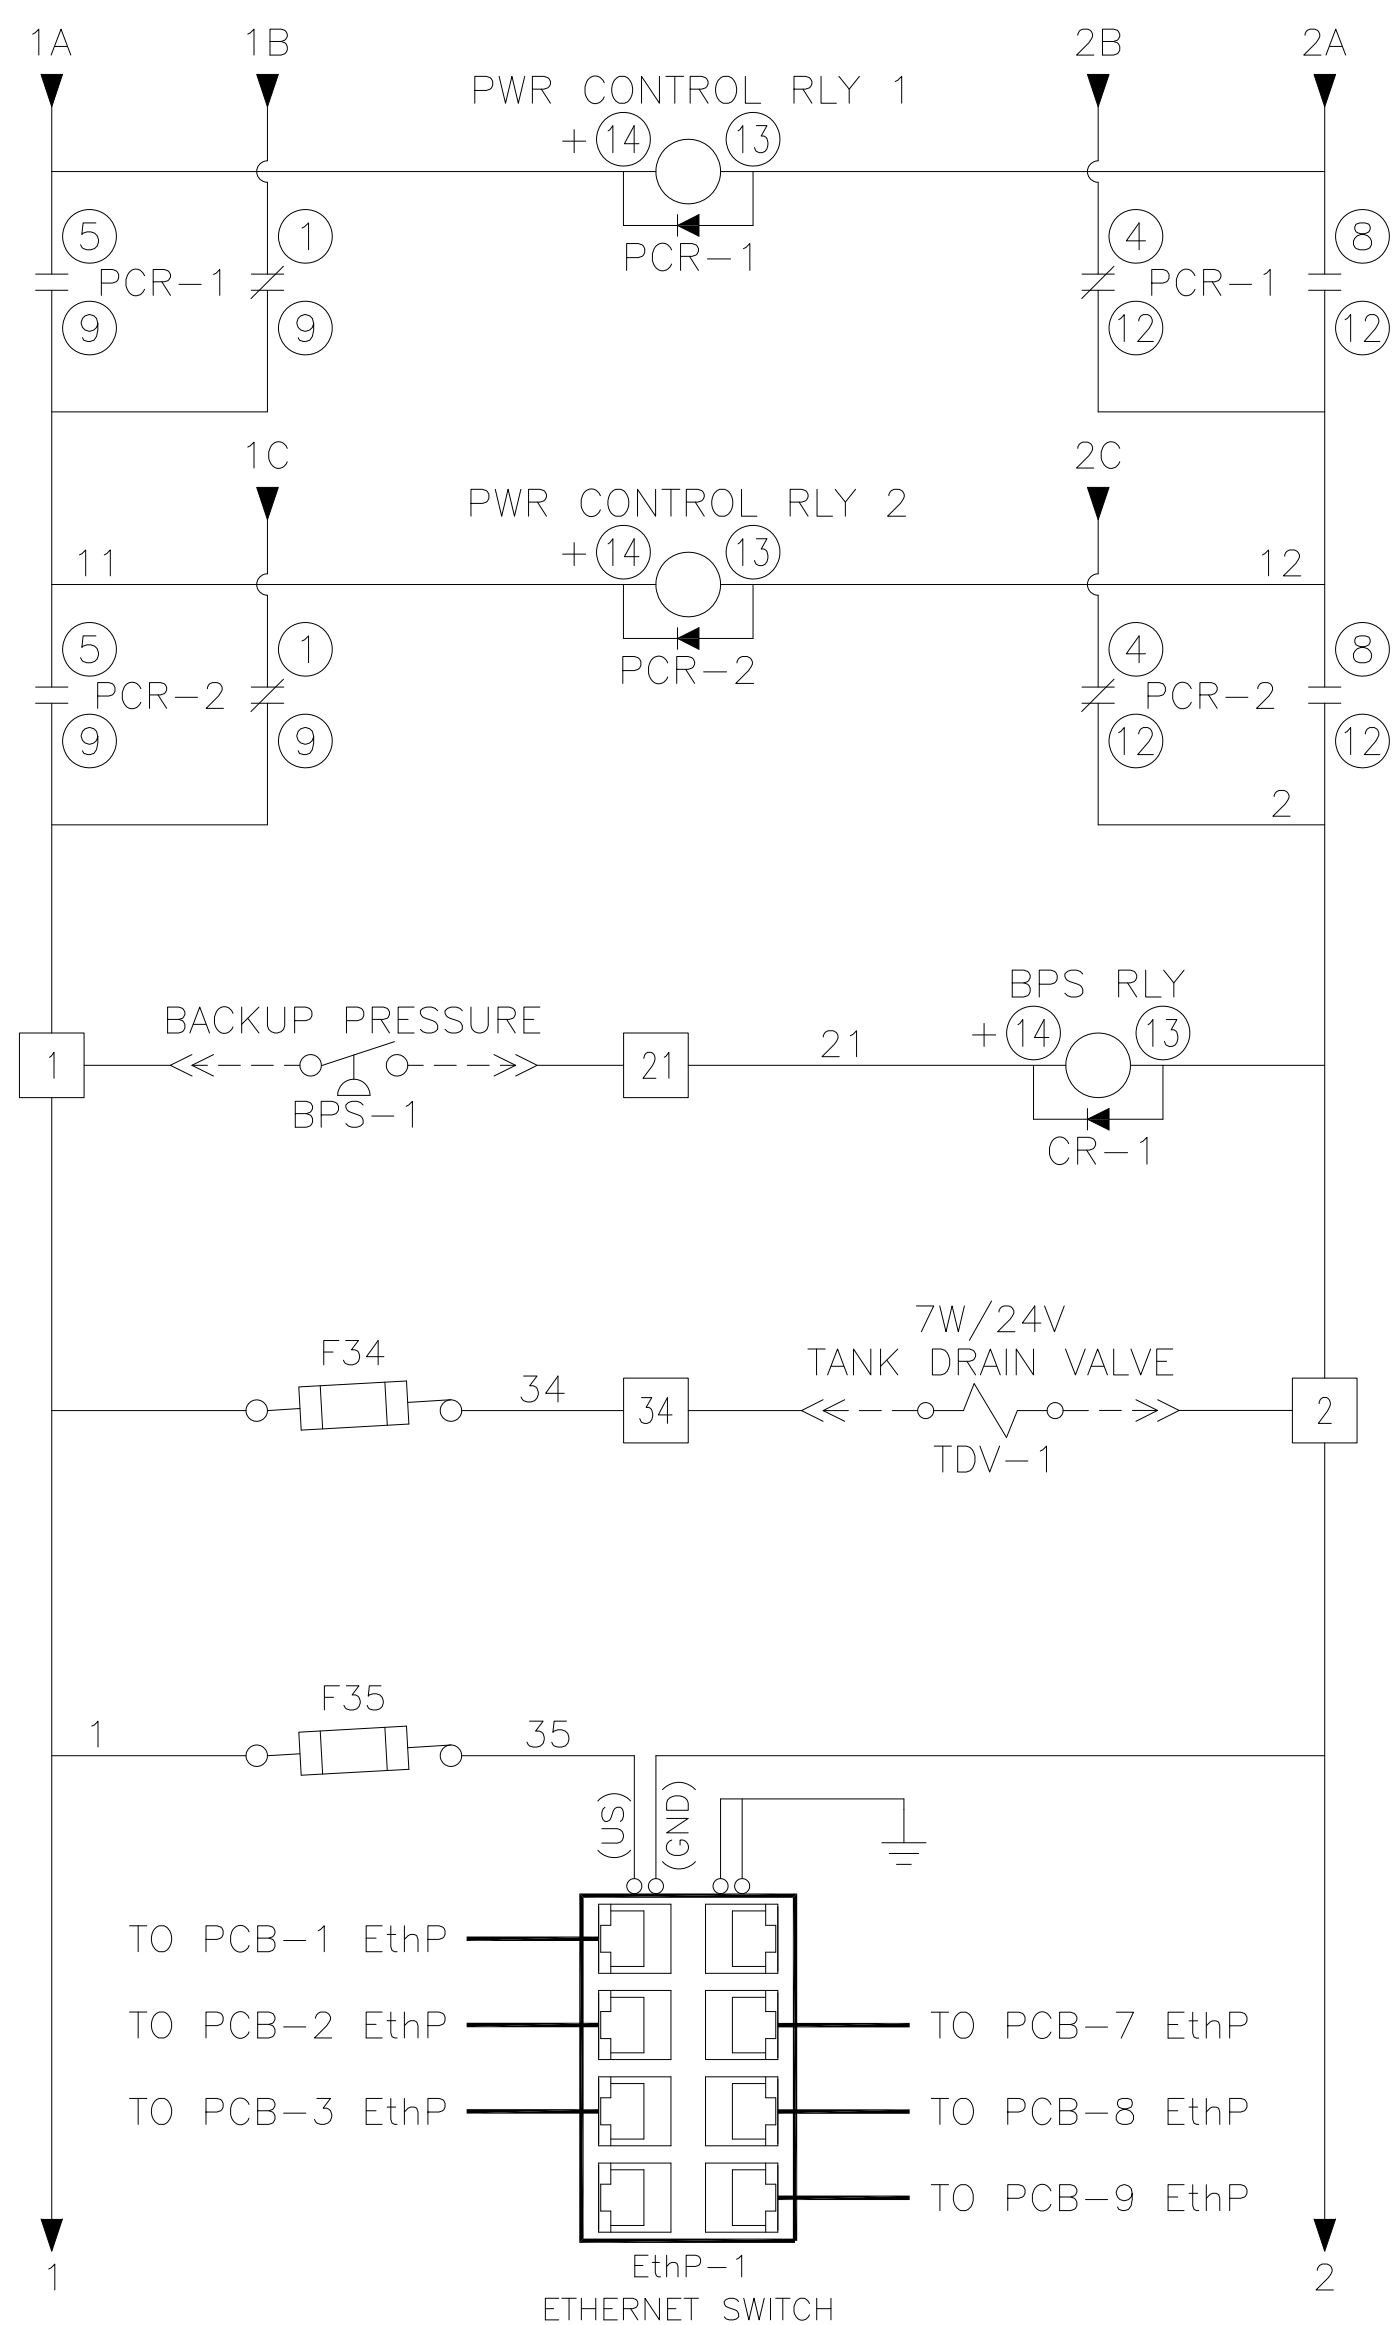 1A 1B 2B 2A
PWR CONTROL RLY 1
+ 14 13
5 1 4 8
PCR-1 PCR-1 PCR-1
9 9 12 12
1C 2C
PWR CONTROL RLY 2
+ 14 13
11 12
5 1 4 8
PCR-2 PCR-2 PCR-2
9 9 12 12
2
BPS RLY
BACKUP PRESSURE
+ 14 13
1 21 21
BPS-1
CR-1
7W/24V
F34 TANK DRAIN VALVE
34 34 2
TDV-1
F35
1 35
(US) (GND)
TO PCB-1 EthP
TO PCB-2 EthP TO PCB-7 EthP
TO PCB-3 EthP TO PCB-8 EthP
TO PCB-9 EthP
EthP-1
1 2
ETHERNET SWITCH